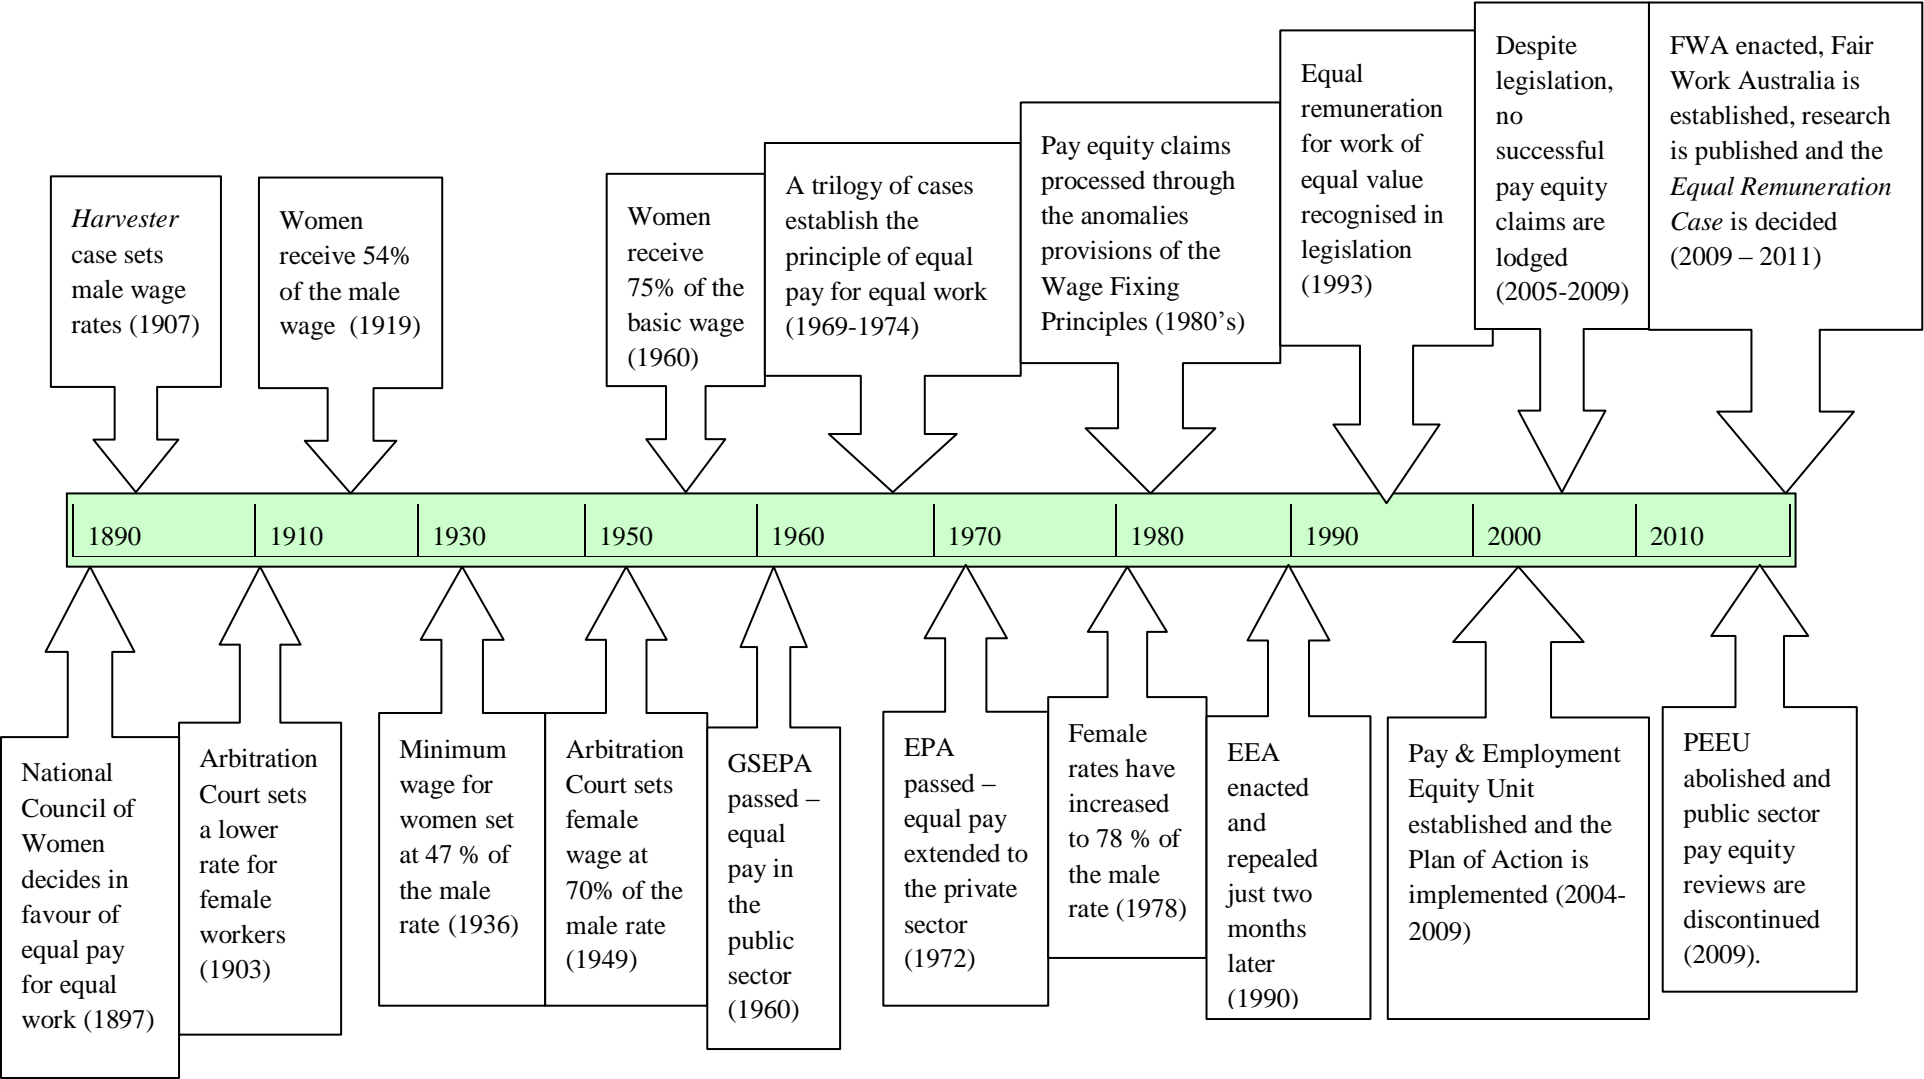 Harvester
case sets
male wage
rates (1907)
Women
receive 54%
of the male
wage (1919)
Women
receive
75% of the
basic wage
(1960)
A trilogy of cases
establish the
principle of equal
pay for equal work
(1969-1974)
Pay equity claims
processed through
the anomalies
provisions of the
Wage Fixing
Principles (1980’s)
Equal
remuneration
for work of
equal value
recognised in
legislation
(1993)
Despite
legislation,
no
successful
pay equity
claims are
lodged
(2005-2009)
FWA enacted, Fair
Work Australia is
established, research
is published and the
Equal Remuneration
Case is decided
(2009 – 2011)
1890
1910
1930
1950
1960
1970
1980
1990
2000
2010
National
Council of
Women
decides in
favour of
equal pay
for equal
work (1897)
Arbitration
Court sets
a lower
rate for
female
workers
(1903)
Minimum
wage for
women set
at 47 % of
the male
rate (1936)
Arbitration
Court sets
female
wage at
70% of the
male rate
(1949)
GSEPA
passed –
equal
pay in
the
public
sector
(1960)
EPA
passed –
equal pay
extended to
the private
sector
(1972)
Female
rates have
increased
to 78 % of
the male
rate (1978)
EEA
enacted
and
repealed
just two
months
later
(1990)
Pay & Employment
Equity Unit
established and the
Plan of Action is
implemented (2004-
2009)
PEEU
abolished and
public sector
pay equity
reviews are
discontinued
(2009).